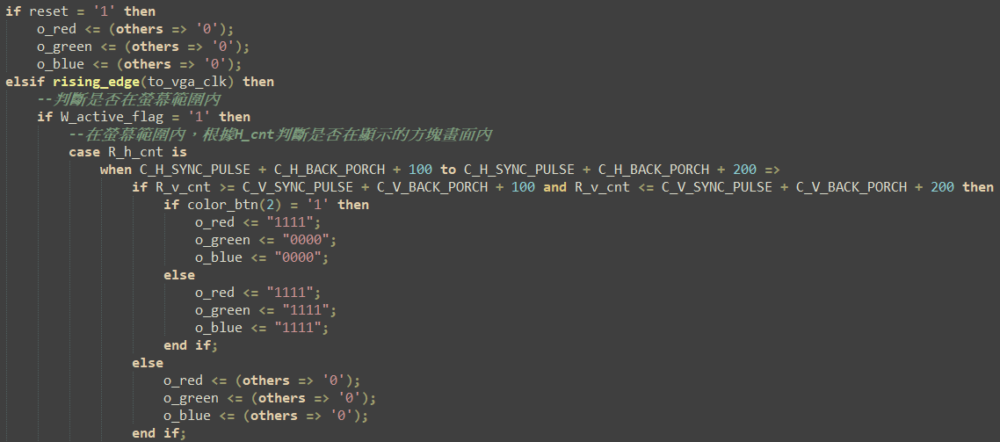 if reset = '1' then
    o_red <= (others => '0');
    o_green <= (others => '0');
    o_blue <= (others => '0');
elsif rising_edge(to_vga_clk) then
    --判斷是否在螢幕範圍內
    if W_active_flag = '1' then
        --在螢幕範圍內，根據H_cnt判斷是否在顯示的方塊畫面內
        case R_h_cnt is
            when C_H_SYNC_PULSE + C_H_BACK_PORCH + 100 to C_H_SYNC_PULSE + C_H_BACK_PORCH + 200 =>
                if R_v_cnt >= C_V_SYNC_PULSE + C_V_BACK_PORCH + 100 and R_v_cnt <= C_V_SYNC_PULSE + C_V_BACK_PORCH + 200 then
                    if color_btn(2) = '1' then
                        o_red <= "1111";
                        o_green <= "0000";
                        o_blue <= "0000";
                    else
                        o_red <= "1111";
                        o_green <= "1111";
                        o_blue <= "1111";
                    end if;
                else
                    o_red <= (others => '0');
                    o_green <= (others => '0');
                    o_blue <= (others => '0');
                end if;